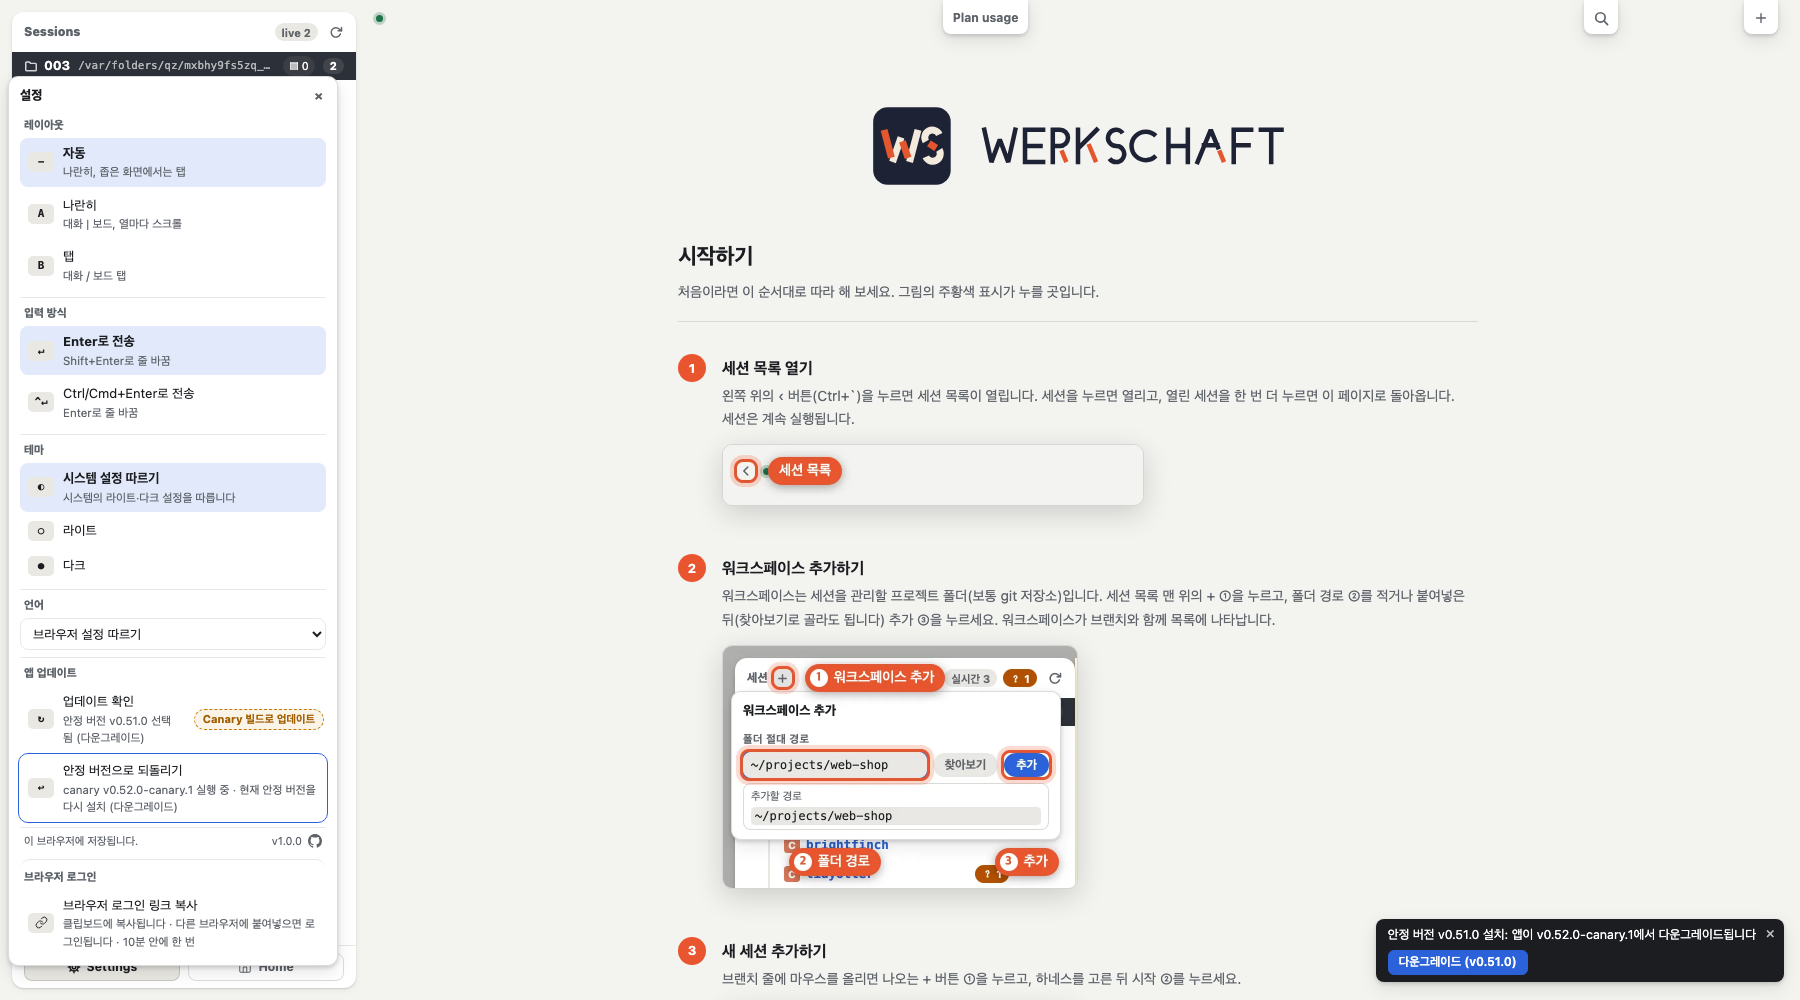 Sessions
live 2
003 /var/folders/qz/mxbhy9fs5zq_… 0 2
설정
×
레이아웃
자동
나란히, 좁은 화면에서는 탭
A
나란히
대화 | 보드, 열마다 스크롤
B
탭
대화 / 보드 탭
입력 방식
Enter로 전송
Shift+Enter로 줄 바꿈
Ctrl/Cmd+Enter로 전송
Enter로 줄 바꿈
테마
시스템 설정 따르기
시스템의 라이트·다크 설정을 따릅니다
라이트
다크
언어
브라우저 설정 따르기
앱 업데이트
업데이트 확인
안정 버전 v0.51.0 선택
됨 (다운그레이드)
Canary 빌드로 업데이트
안정 버전으로 되돌리기
canary v0.52.0-canary.1 실행 중 · 현재 안정 버전을
다시 설치 (다운그레이드)
이 브라우저에 저장됩니다.
v1.0.0
브라우저 로그인
브라우저 로그인 링크 복사
클립보드에 복사됩니다 · 다른 브라우저에 붙여넣으면 로
그인됩니다 · 10분 안에 한 번
Settings
Home
Plan usage
+
WS WERKSCHAFT
시작하기
처음이라면 이 순서대로 따라 해 보세요. 그림의 주황색 표시가 누를 곳입니다.
1
세션 목록 열기
왼쪽 위의 ‹ 버튼(Ctrl+`)을 누르면 세션 목록이 열립니다. 세션을 누르면 열리고, 열린 세션을 한 번 더 누르면 이 페이지로 돌아옵니다.
세션은 계속 실행됩니다.
세션 목록
2
워크스페이스 추가하기
워크스페이스는 세션을 관리할 프로젝트 폴더(보통 git 저장소)입니다. 세션 목록 맨 위의 + ①을 누르고, 폴더 경로 ②를 적거나 붙여넣은
뒤(찾아보기로 골라도 됩니다) 추가 ③을 누르세요. 워크스페이스가 브랜치와 함께 목록에 나타납니다.
세션 + 1 워크스페이스 추가 실시간 3 ? 1
워크스페이스 추가
폴더 절대 경로
~/projects/web-shop
찾아보기
추가
추가할 경로
~/projects/web-shop
C brightfinch
2 폴더 경로
3 추가
C
? 1
3
새 세션 추가하기
브랜치 줄에 마우스를 올리면 나오는 + 버튼 ①을 누르고, 하네스를 고른 뒤 시작 ②를 누르세요.
안정 버전 v0.51.0 설치: 앱이 v0.52.0-canary.1에서 다운그레이드됩니다 ×
다운그레이드 (v0.51.0)